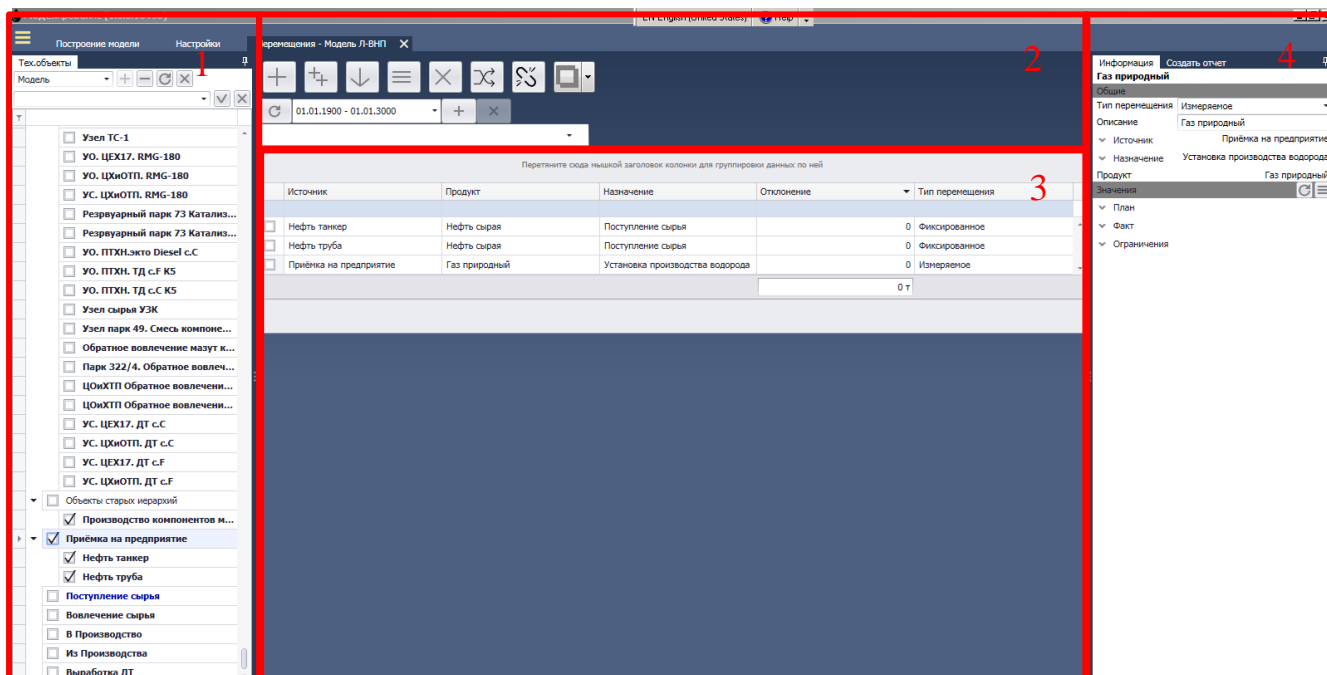 EN English (United States) Help
Построение модели Настройки Перемещения - Модель Л-ВНП
1
2
3
4
Тех.объекты
Модель
Узел ТС-1
УО. ЦЕХ17. RMG-180
УО. ЦХиОТП. RMG-180
УС. ЦХиОТП. RMG-180
Резрвуарный парк 73 Катализ...
Резрвуарный парк 73 Катализ...
УО. ПТХН.экто Diesel с.С
УО. ПТХН. ТД с.F К5
УО. ПТХН. ТД с.С К5
Узел сырья УЗК
Узел парк 49. Смесь компоне...
Обратное вовлечение мазут к...
Парк 322/4. Обратное вовлеч...
ЦОиХТП Обратное вовлечени...
ЦОиХТП Обратное вовлечени...
УС. ЦЕХ17. ДТ с.С
УС. ЦХиОТП. ДТ с.С
УС. ЦЕХ17. ДТ с.F
УС. ЦХиОТП. ДТ с.F
Объекты старых иерархий
Производство компонентов м...
Приёмка на предприятие
Нефть танкер
Нефть труба
Поступление сырья
Вовлечение сырья
В Производство
Из Производства
Выработка ДТ
01.01.1900 - 01.01.3000
Перетяните сюда мышкой заголовок колонки для группировки данных по ней
Источник Продукт Назначение Отклонение Тип перемещения
Нефть танкер Нефть сырая Поступление сырья 0 Фиксированное
Нефть труба Нефть сырая Поступление сырья 0 Фиксированное
Приёмка на предприятие Газ природный Установка производства водорода 0 Измеряемое
0 т
Информация Создать отчет
Газ природный
Общие
Тип перемещения Измеряемое
Описание Газ природный
Источник Приёмка на предприятие
Назначение Установка производства водорода
Продукт Газ природный
Значения
План
Факт
Ограничения